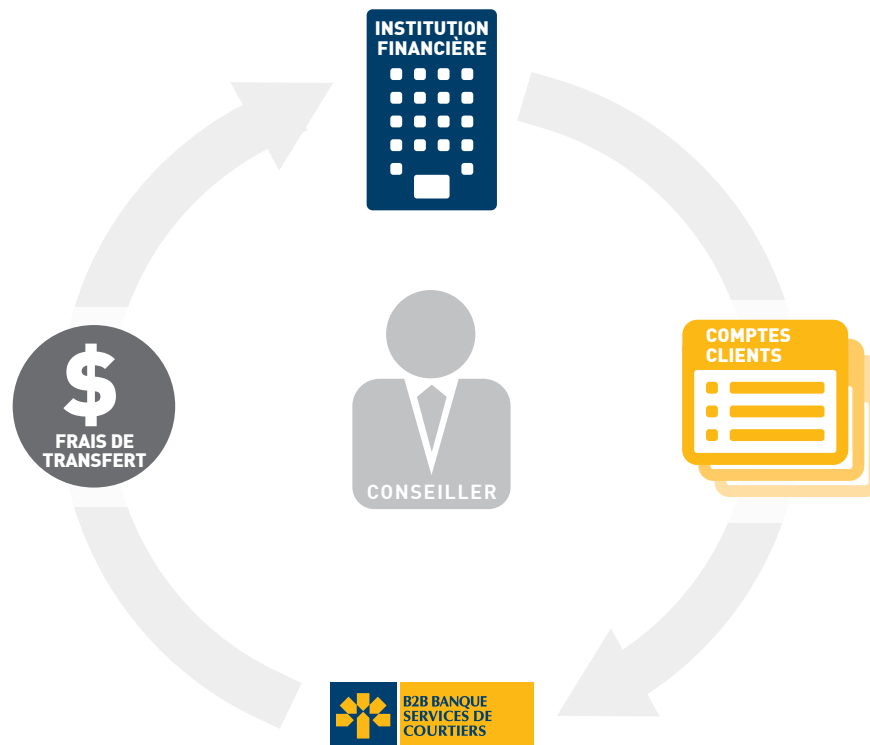 INSTITUTION
FINANCIÈRE
COMPTES
CLIENTS
$
FRAIS DE
TRANSFERT
CONSEILLER
B2B BANQUE
SERVICES DE
COURTIERS